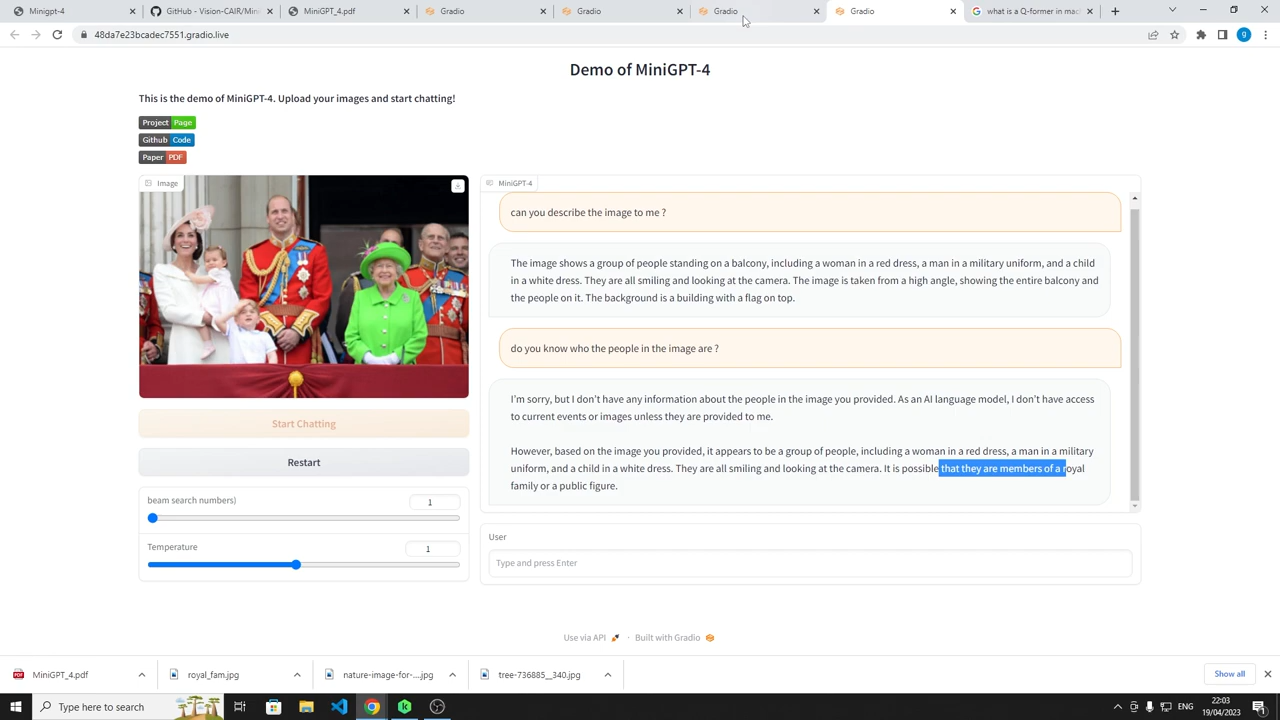 Minigpt-4
GitHub - Vision-CAIR/Mini
MiniGPT_4.pdf
Gradio
Gradio
Gradio
Gradio
what is a Q-former in mac
48da7e23bcadec7551.gradio.live
g
Demo of MiniGPT-4
This is the demo of MiniGPT-4. Upload your images and start chatting!
Project Page
Github Code
Paper PDF
Image
MiniGPT-4
can you describe the image to me ?
The image shows a group of people standing on a balcony, including a woman in a red dress, a man in a military uniform, and a child
in a white dress. They are all smiling and looking at the camera. The image is taken from a high angle, showing the entire balcony and
the people on it. The background is a building with a flag on top.
do you know who the people in the image are ?
I'm sorry, but I don't have any information about the people in the image you provided. As an AI language model, I don't have access
to current events or images unless they are provided to me.
However, based on the image you provided, it appears to be a group of people, including a woman in a red dress, a man in a military
uniform, and a child in a white dress. They are all smiling and looking at the camera. It is possible that they are members of a royal
family or a public figure.
Start Chatting
Restart
beam search numbers)
1
Temperature
1
User
Type and press Enter
Use via API
· Built with Gradio
MiniGPT_4.pdf
royal_fam.jpg
nature-image-for-....jpg
tree-736885__340.jpg
Show all
Type here to search
ENG
22:03
19/04/2023